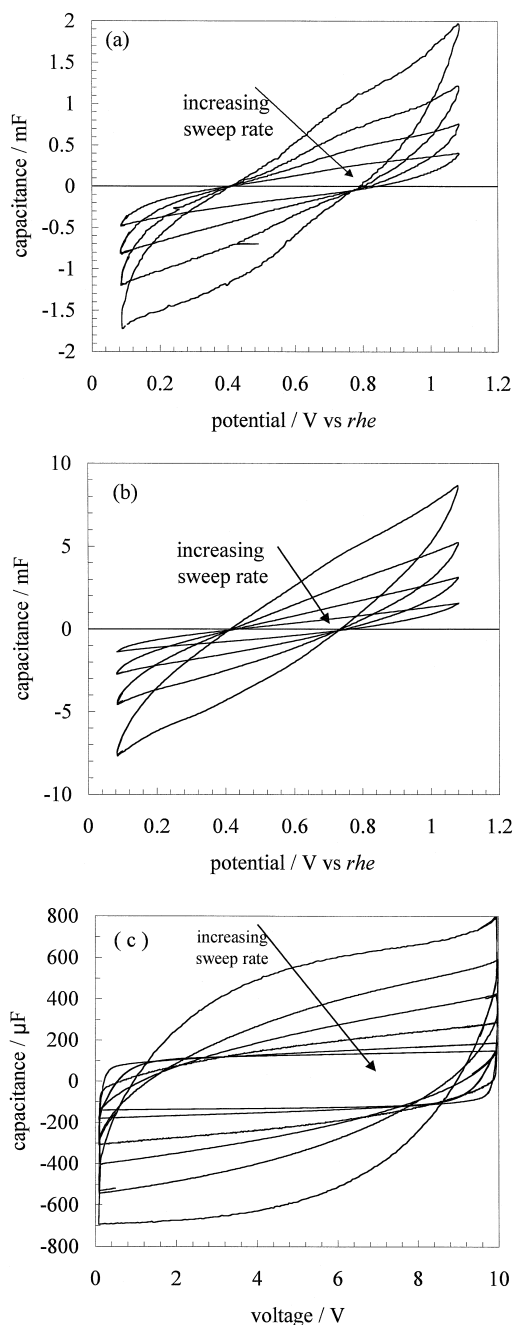 (a)
2
1.5
1
0.5
0
-0.5
-1
-1.5
-2
capacitance / mF
increasing
sweep rate
0 0.2 0.4 0.6 0.8 1 1.2
potential / V vs rhe
(b)
10
5
0
-5
-10
capacitance / mF
increasing
sweep rate
0 0.2 0.4 0.6 0.8 1 1.2
potential / V vs rhe
( c )
800
600
400
200
0
-200
-400
-600
-800
capacitance / µF
increasing
sweep rate
0 2 4 6 8 10
voltage / V